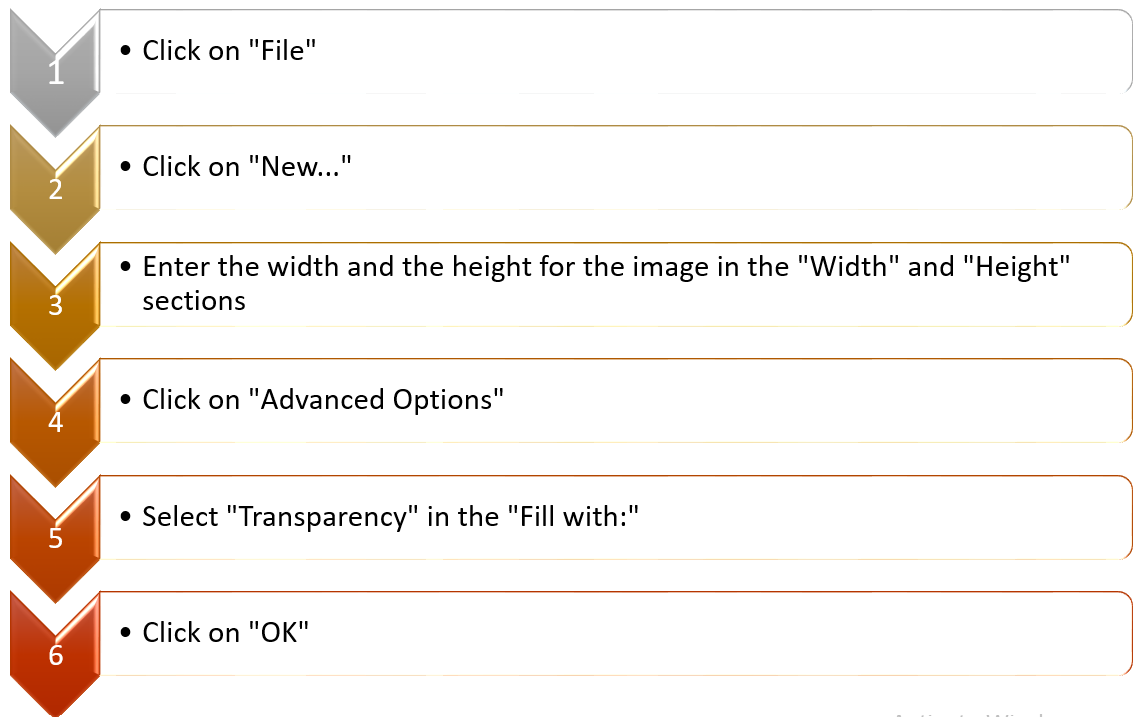 1
• Click on "File"
2
• Click on "New..."
3
• Enter the width and the height for the image in the "Width" and "Height"
sections
4
• Click on "Advanced Options"
5
• Select "Transparency" in the "Fill with:"
6
• Click on "OK"